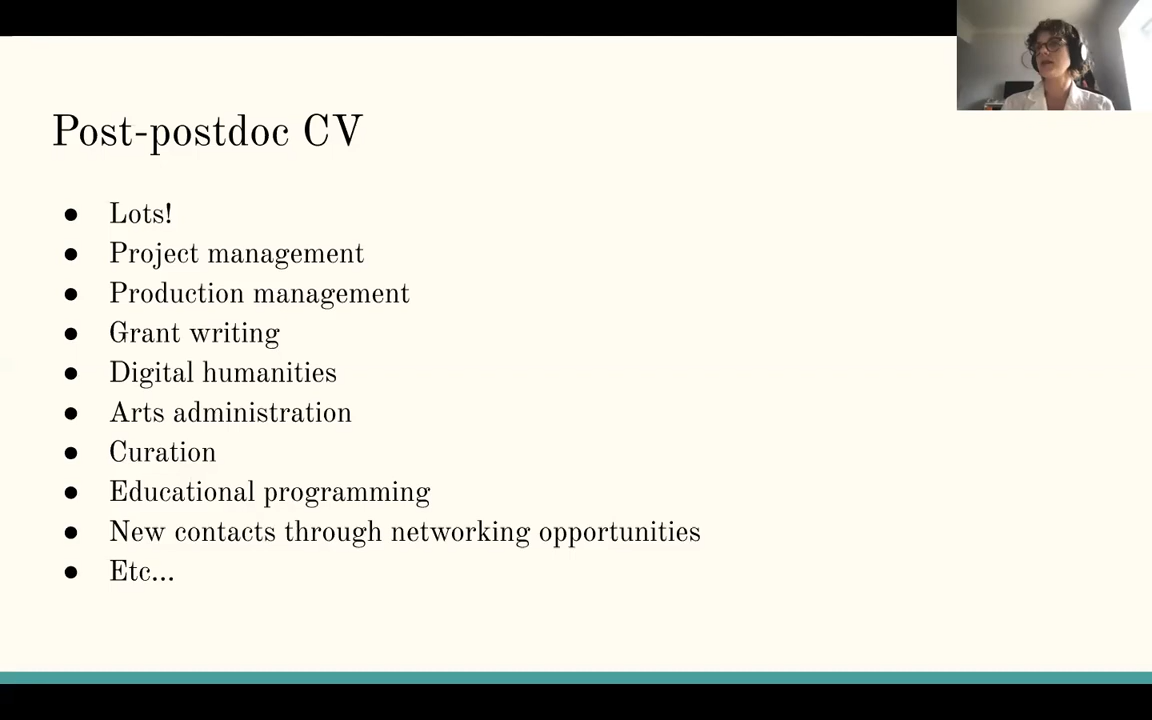 Post-postdoc CV
● Lots!
● Project management
● Production management
● Grant writing
● Digital humanities
● Arts administration
● Curation
● Educational programming
● New contacts through networking opportunities
● Etc...